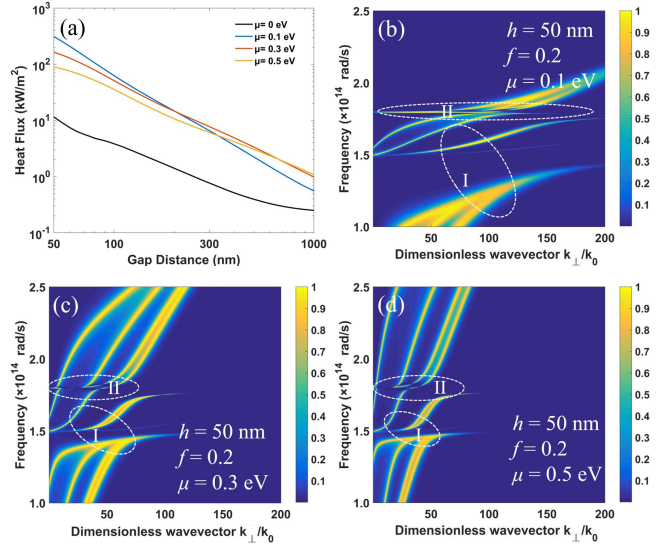 (a)
μ= 0 eV
μ= 0.1 eV
μ= 0.3 eV
μ= 0.5 eV
Heat Flux (kW/m²)
10³
10²
10¹
10⁰
10⁻¹
50
100
300
1000
Gap Distance (nm)
(b)
h = 50 nm
f = 0.2
μ = 0.1 eV
II
I
Frequency (×10¹⁴ rad/s)
2.5
2.0
1.5
1.0
50
100
150
200
Dimensionless wavevector k⊥/k₀
1
0.9
0.8
0.7
0.6
0.5
0.4
0.3
0.2
0.1
(c)
II
I
h = 50 nm
f = 0.2
μ = 0.3 eV
Frequency (×10¹⁴ rad/s)
2.5
2.0
1.5
1.0
0
50
100
150
200
Dimensionless wavevector k⊥/k₀
1
0.9
0.8
0.7
0.6
0.5
0.4
0.3
0.2
0.1
(d)
II
I
h = 50 nm
f = 0.2
μ = 0.5 eV
Frequency (×10¹⁴ rad/s)
2.5
2.0
1.5
1.0
0
50
100
150
200
Dimensionless wavevector k⊥/k₀
1
0.9
0.8
0.7
0.6
0.5
0.4
0.3
0.2
0.1